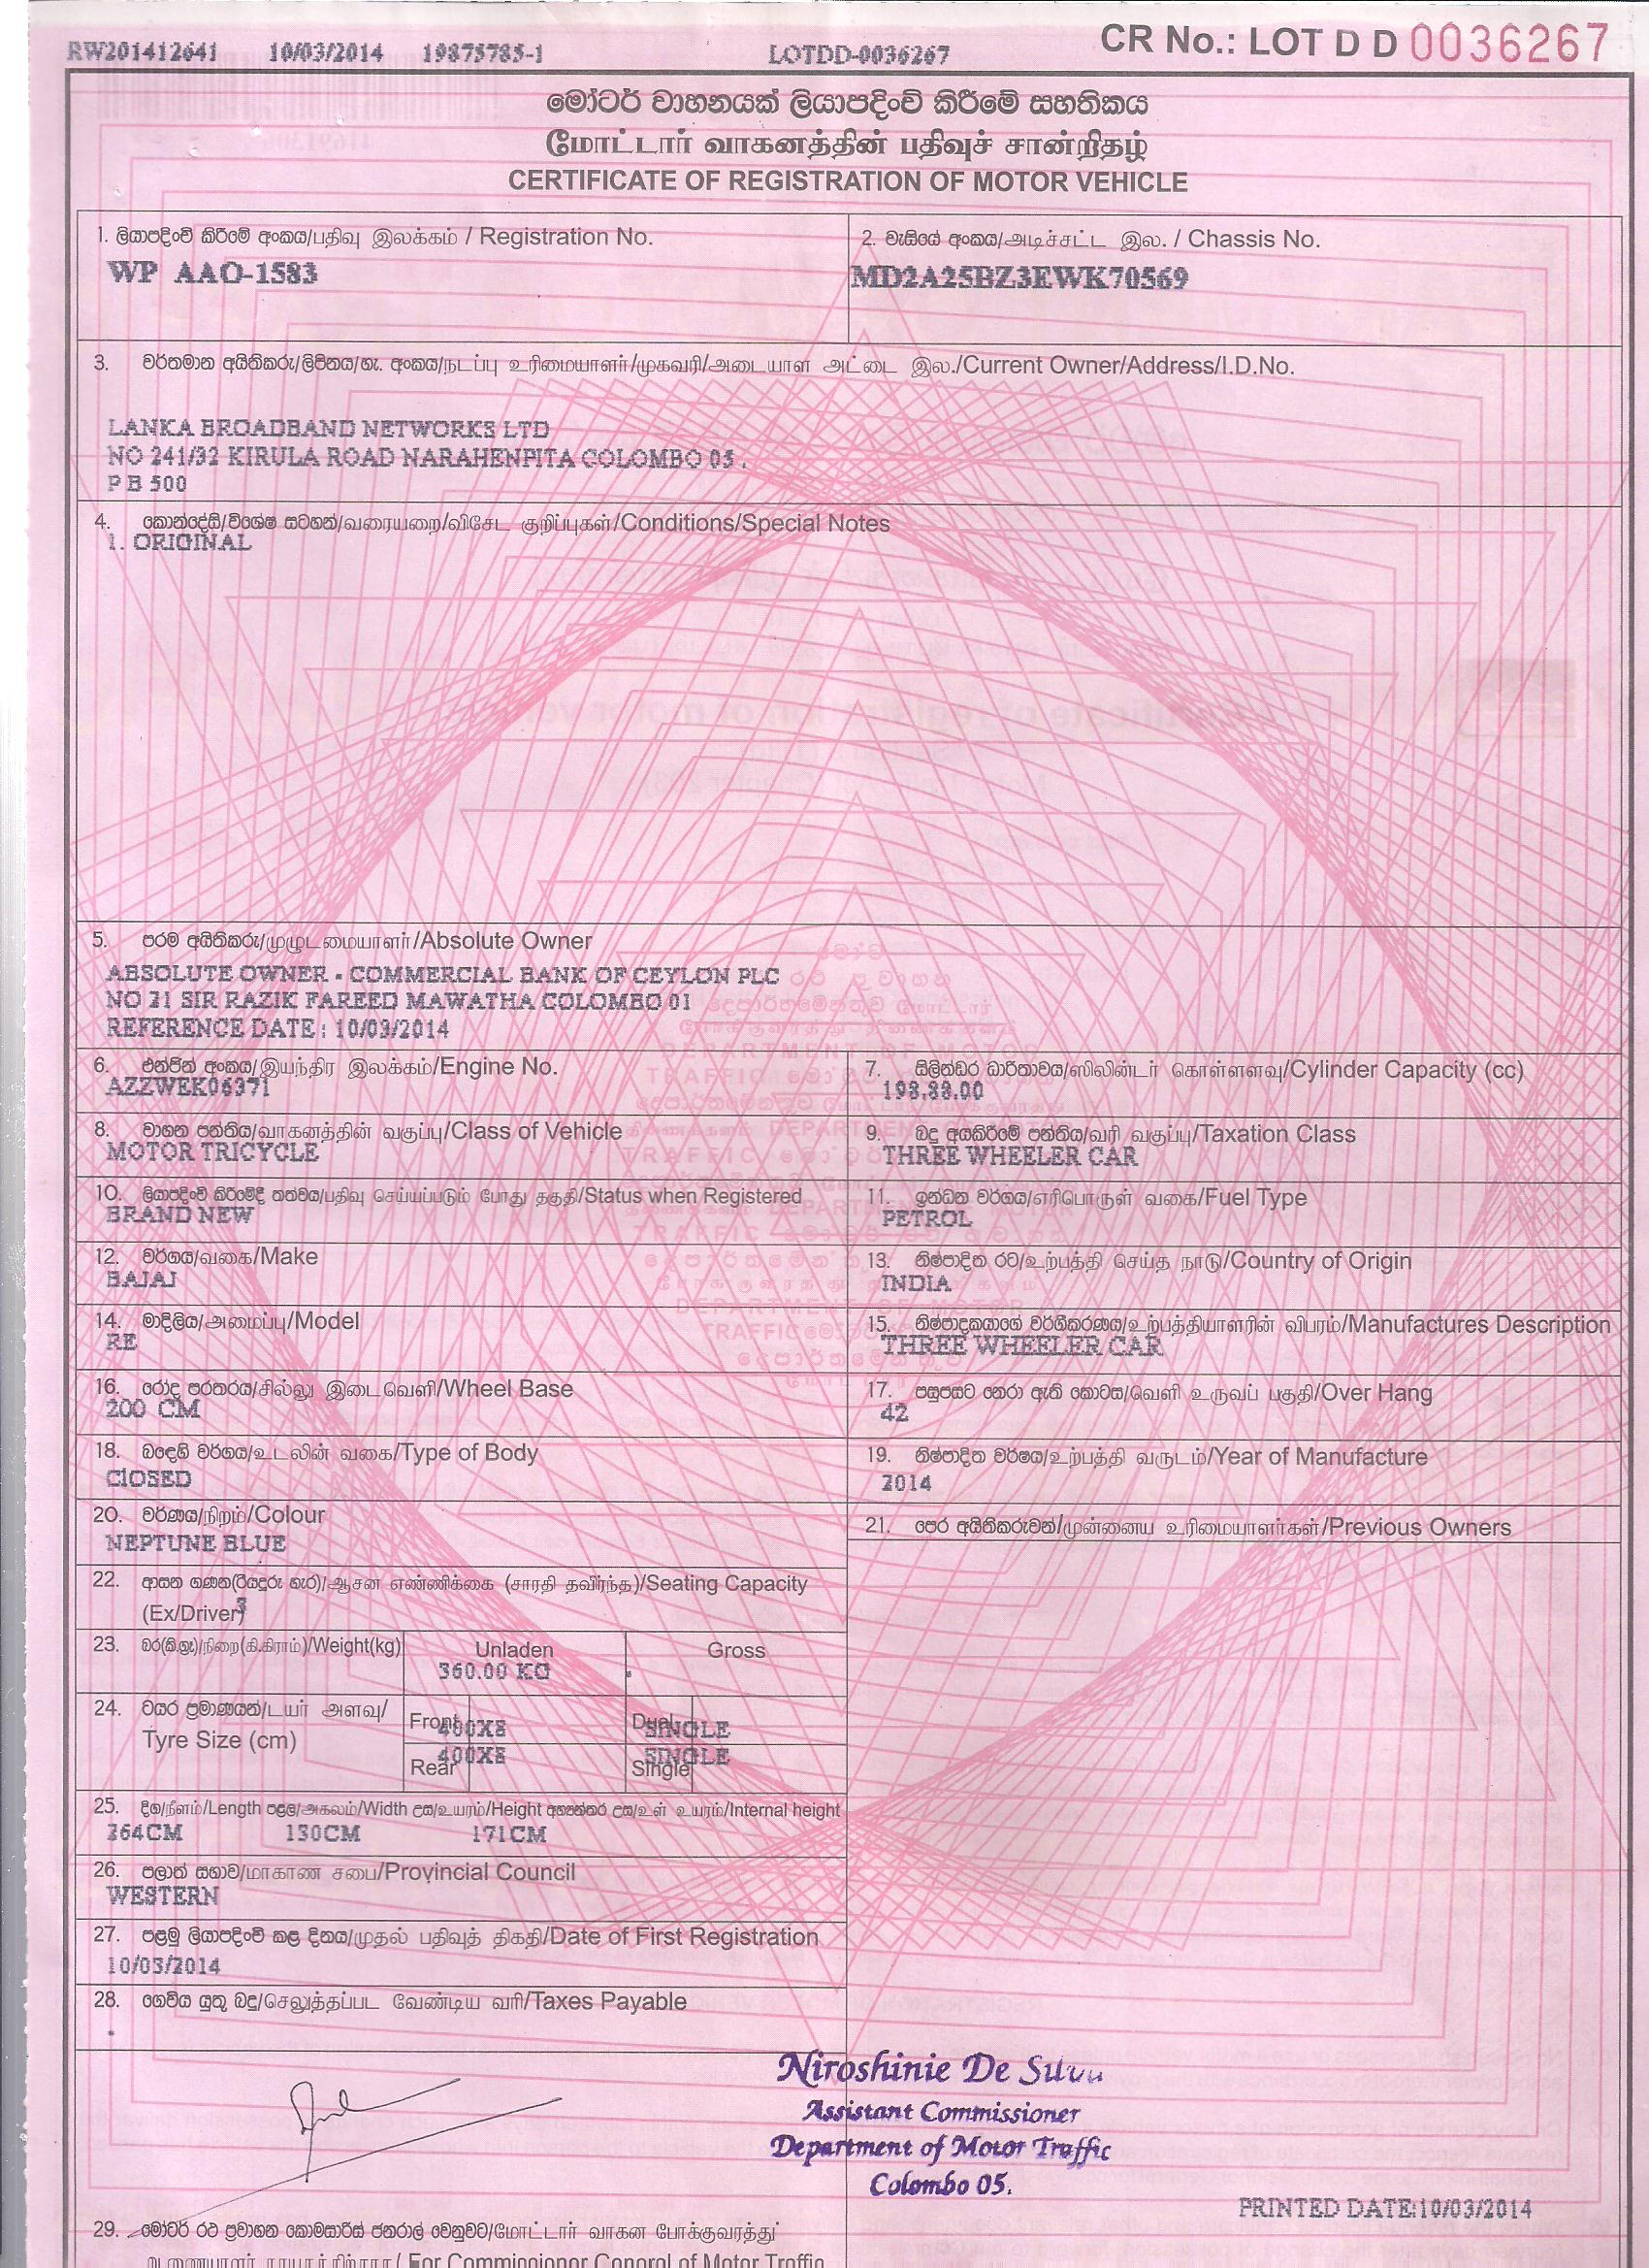 RW201412641 10/03/2014 19875785-1 LOTDD-0036267 CR No.: LOT D D 0036267
මෝටර් වාහනයක් ලියාපදිංචි කිරීමේ සහතිකය
மோட்டார் வாகனத்தின் பதிவுச் சான்றிதழ்
CERTIFICATE OF REGISTRATION OF MOTOR VEHICLE
1. ලියාපදිංචි කිරීමේ අංකය/பதிவு இலக்கம் / Registration No.
WP AAO-1583
2. චැසියේ අංකය/அடிச்சட்ட இல. / Chassis No.
MD2A25BZ3EWK70569
3. වර්තමාන අයිතිකරු/ලිපිනය/හැ. අංකය/நடப்பு உரிமையாளர்/முகவரி/அடையாள அட்டை இல./Current Owner/Address/I.D.No.
LANKA BROADBAND NETWORKS LTD
NO 241/32 KIRULA ROAD NARAHENPITA COLOMBO 05 .
P B 500
4. කොන්දේසි/විශේෂ සටහන්/வரையறை/விசேட குறிப்புகள்/Conditions/Special Notes
1. ORIGINAL
5. පරම අයිතිකරු/முழுடமையாளர்/Absolute Owner
ABSOLUTE OWNER - COMMERCIAL BANK OF CEYLON PLC
NO 21 SIR RAZIK FAREED MAWATHA COLOMBO 01
REFERENCE DATE : 10/03/2014
6. එන්ජින් අංකය/இயந்திர இலக்கம்/Engine No.
AZZWEK06371
7. සිලින්ඩර ධාරිතාවය/ஸிலின்டர் கொள்ளளவு/Cylinder Capacity (cc)
198.88.00
8. වාහන පන්තිය/வாகனத்தின் வகுப்பு/Class of Vehicle
MOTOR TRICYCLE
9. බදු අයකිරීමේ පන්තිය/வரி வகுப்பு/Taxation Class
THREE WHEELER CAR
10. ලියාපදිංචි කිරීමේදී තත්වය/பதிவு செய்யப்படும் போது தகுதி/Status when Registered
BRAND NEW
11. ඉන්ධන වර්ගය/எரிபொருள் வகை/Fuel Type
PETROL
12. වර්ගය/வகை/Make
BAJAJ
13. නිෂ්පාදිත රට/உற்பத்தி செய்த நாடு/Country of Origin
INDIA
14. මාදිලිය/அமைப்பு/Model
RE
15. නිෂ්පාදකයාගේ වර්ගීකරණය/உற்பத்தியாளரின் விபரம்/Manufactures Description
THREE WHEELER CAR
16. රෝද පරතරය/சில்லு இடைவெளி/Wheel Base
200 CM
17. පසුපසට නෙරා ඇති කොටස/வெளி உருவப் பகுதி/Over Hang
42
18. බඳෙහි වර්ගය/உடலின் வகை/Type of Body
ClOSED
19. නිෂ්පාදිත වර්ෂය/உற்பத்தி வருடம்/Year of Manufacture
2014
20. වර්ණය/நிறம்/Colour
NEPTUNE BLUE
21. පෙර අයිතිකරුවන්/முன்னைய உரிமையாளர்கள்/Previous Owners
22. ආසන ගණන(රියදුරු හැර)/ஆசன எண்ணிக்கை (சாரதி தவிர்ந்த)/Seating Capacity
(Ex/Driver) 3
23. බර(කි.ග්‍රෑ)/நிறை(கி.கிராம்)/Weight(kg) Unladen Gross
360.00 KG
24. ටයර ප්‍රමාණයන්/டயர் அளவு/ Front 400X8 Dual SINGLE
Tyre Size (cm) Rear 400X8 Single SINGLE
25. දිග/நீளம்/Length පළල/அகலம்/Width උස/உயரம்/Height අභ්‍යන්තර උස/உள் உயரம்/Internal height
264CM 130CM 171CM
26. පලාත් සභාව/மாகாண சபை/Provincial Council
WESTERN
27. පළමු ලියාපදිංචි කළ දිනය/முதல் பதிவுத் திகதி/Date of First Registration
10/03/2014
28. ගෙවිය යුතු බදු/செலுத்தப்பட வேண்டிய வரி/Taxes Payable
Niroshinie De Silva
Assistant Commissioner
Department of Motor Traffic
Colombo 05.
PRINTED DATE:10/03/2014
29. මෝටර් රථ ප්‍රවාහන කොමසාරිස් ජනරාල් වෙනුවට/மோட்டார் வாகன போக்குவரத்து
For Commissioner General of Motor Traffic